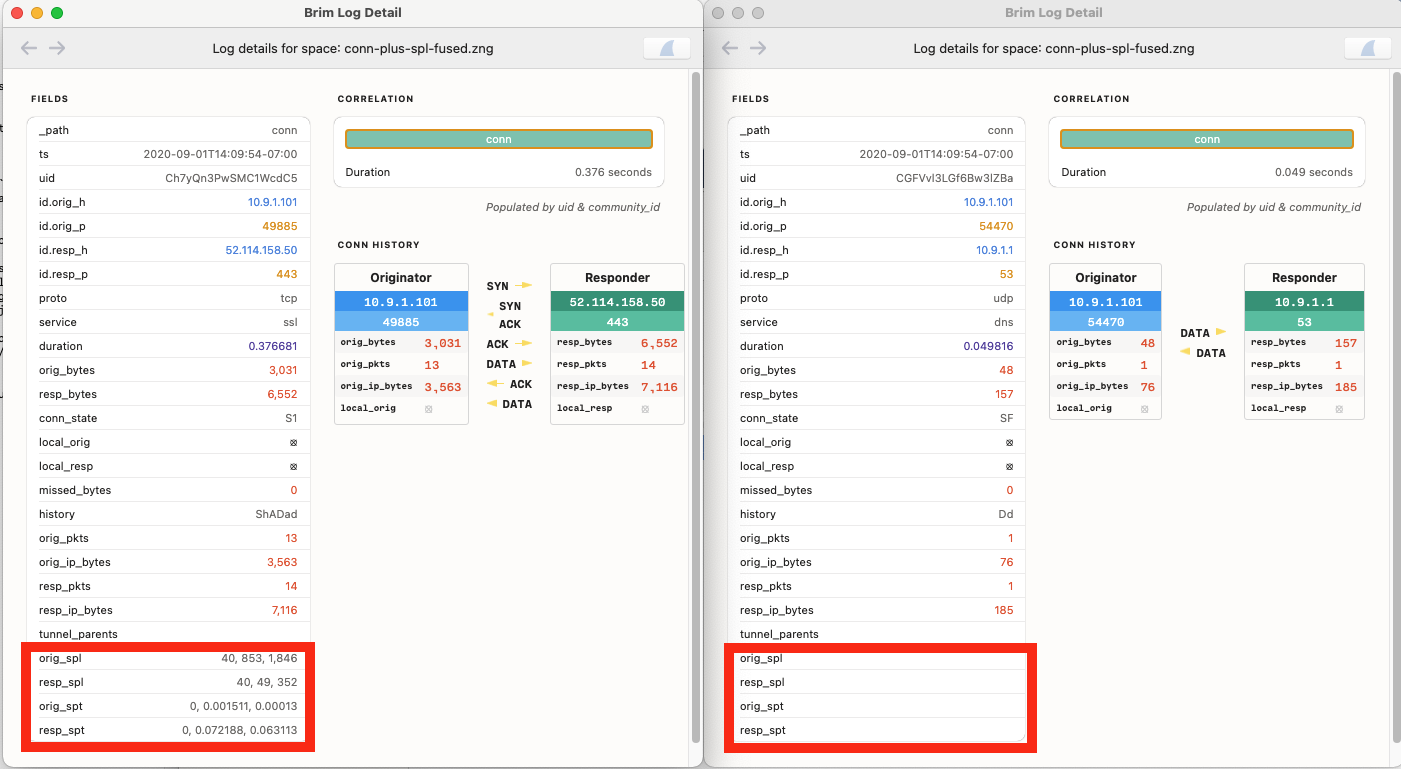 Brim Log Detail
Log details for space: conn-plus-spl-fused.zng
FIELDS
_path conn
ts 2020-09-01T14:09:54-07:00
uid Ch7yQn3PwSMC1WcdC5
id.orig_h 10.9.1.101
id.orig_p 49885
id.resp_h 52.114.158.50
id.resp_p 443
proto tcp
service ssl
duration 0.376681
orig_bytes 3,031
resp_bytes 6,552
conn_state S1
local_orig ⊠
local_resp ⊠
missed_bytes 0
history ShADad
orig_pkts 13
orig_ip_bytes 3,563
resp_pkts 14
resp_ip_bytes 7,116
tunnel_parents
orig_spl 40, 853, 1,846
resp_spl 40, 49, 352
orig_spt 0, 0.001511, 0.00013
resp_spt 0, 0.072188, 0.063113
CORRELATION
conn
Duration 0.376 seconds
Populated by uid & community_id
CONN HISTORY
Originator
10.9.1.101
49885
orig_bytes 3,031
orig_pkts 13
orig_ip_bytes 3,563
local_orig ⊠
SYN
SYN
ACK
ACK
DATA
ACK
DATA
Responder
52.114.158.50
443
resp_bytes 6,552
resp_pkts 14
resp_ip_bytes 7,116
local_resp ⊠
Brim Log Detail
Log details for space: conn-plus-spl-fused.zng
FIELDS
_path conn
ts 2020-09-01T14:09:54-07:00
uid CGFVvl3LGf6Bw3lZBa
id.orig_h 10.9.1.101
id.orig_p 54470
id.resp_h 10.9.1.1
id.resp_p 53
proto udp
service dns
duration 0.049816
orig_bytes 48
resp_bytes 157
conn_state SF
local_orig ⊠
local_resp ⊠
missed_bytes 0
history Dd
orig_pkts 1
orig_ip_bytes 76
resp_pkts 1
resp_ip_bytes 185
tunnel_parents
orig_spl
resp_spl
orig_spt
resp_spt
CORRELATION
conn
Duration 0.049 seconds
Populated by uid & community_id
CONN HISTORY
Originator
10.9.1.101
54470
orig_bytes 48
orig_pkts 1
orig_ip_bytes 76
local_orig ⊠
DATA
DATA
Responder
10.9.1.1
53
resp_bytes 157
resp_pkts 1
resp_ip_bytes 185
local_resp ⊠